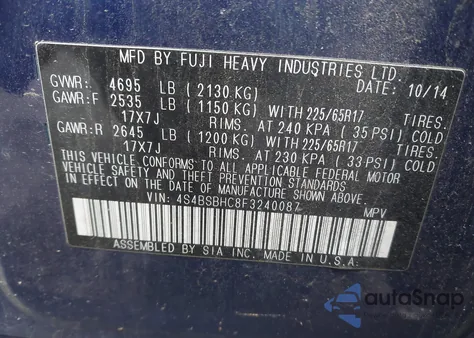 MFD BY FUJI HEAVY INDUSTRIES LTD.
GVWR: 4695 LB ( 2130 KG) DATE: 10/14
GAWR:F 2535 LB ( 1150 KG) WITH 225/65R17 TIRES.
17X7J RIMS. AT 240 KPA ( 35 PSI) COLD
GAWR:R 2645 LB ( 1200 KG) WITH 225/65R17 TIRES.
17X7J RIMS. AT 230 KPA ( 33 PSI) COLD.
THIS VEHICLE CONFORMS TO ALL APPLICABLE FEDERAL MOTOR
VEHICLE SAFETY AND THEFT PREVENTION STANDARDS
IN EFFECT ON THE DATE OF MANUFACTURE SHOWN ABOVE.
VIN: 4S4BSBHC8F3240087 MPV
ASSEMBLED BY SIA INC. MADE IN U.S.A.
autoSnap